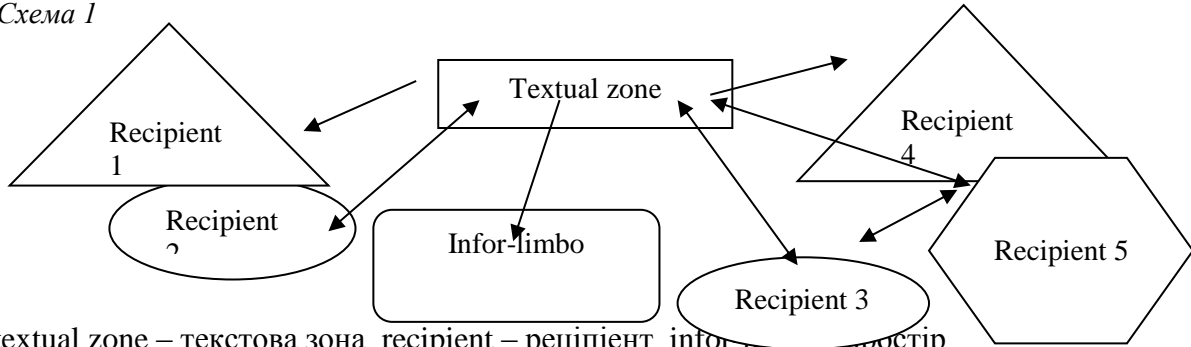 Схема 1
Textual zone
Recipient
1
Recipient
4
Recipient
Infor-limbo
Recipient 5
Recipient 3
textual zone – текстова зона recipient – реципієнт infor